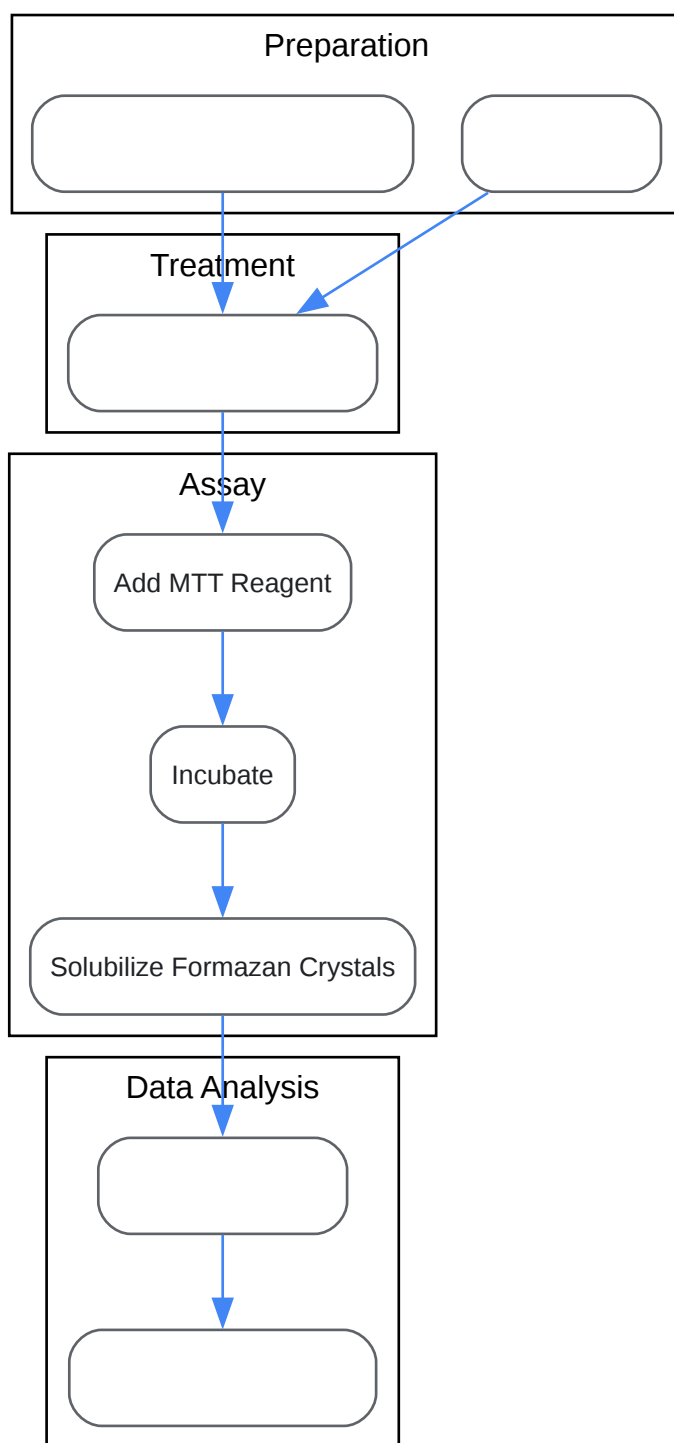 Preparation
Treatment
Assay
Add MTT Reagent
Incubate
Solubilize Formazan Crystals
Data Analysis